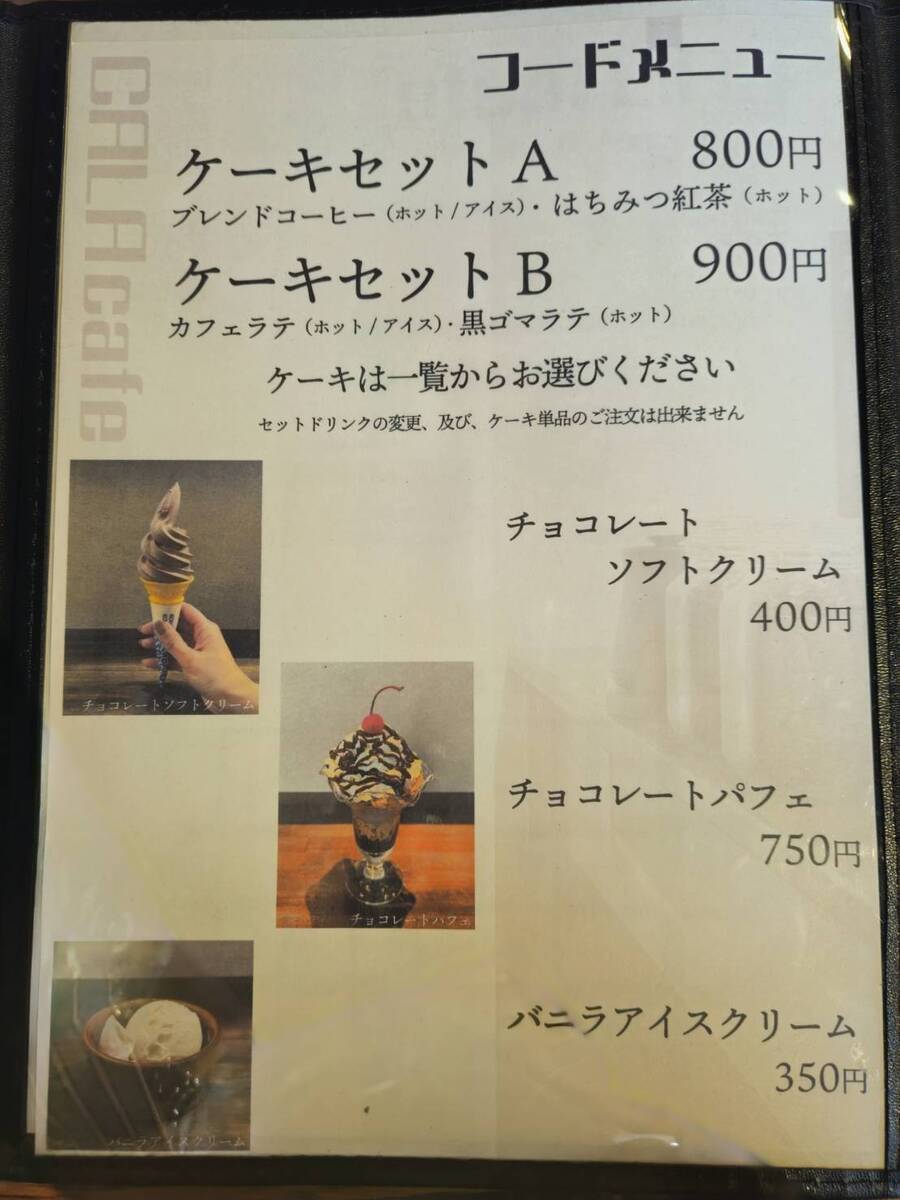 コードメニュー
CALAcafe
ケーキセット A 800円
ブレンドコーヒー（ホット / アイス）・はちみつ紅茶（ホット）
ケーキセット B 900円
カフェラテ（ホット / アイス）・黒ゴマラテ（ホット）
ケーキは一覧からお選びください
セットドリンクの変更、及び、ケーキ単品のご注文は出来ません
チョコレート
ソフトクリーム
400円
チョコレートソフトクリーム
チョコレートパフェ
750円
チョコレートパフェ
バニラアイスクリーム
350円
バニラアイスクリーム